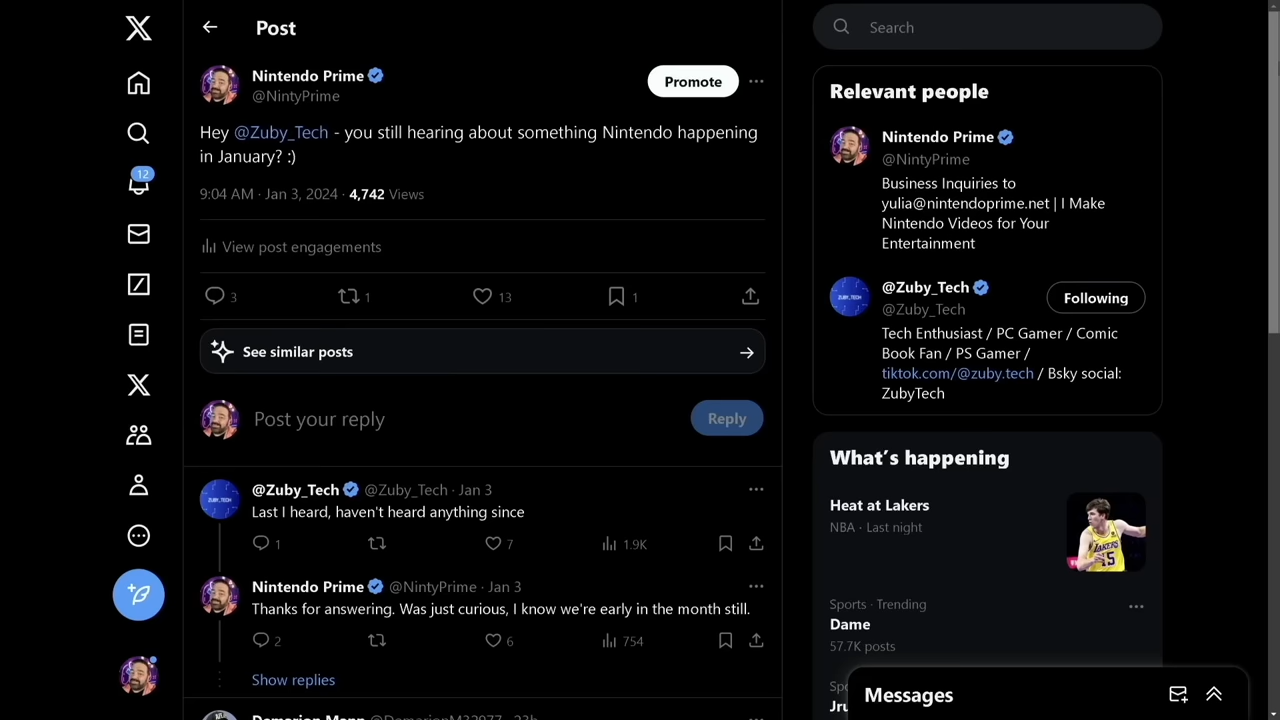 Post
Nintendo Prime
@NintyPrime
Promote
Hey @Zuby_Tech - you still hearing about something Nintendo happening
in January? :)
9:04 AM · Jan 3, 2024 · 4,742 Views
View post engagements
3
1
13
1
See similar posts
Post your reply
Reply
@Zuby_Tech @Zuby_Tech · Jan 3
Last I heard, haven't heard anything since
1
7
1.9K
Nintendo Prime @NintyPrime · Jan 3
Thanks for answering. Was just curious, I know we're early in the month still.
2
6
754
Show replies
12
Search
Relevant people
Nintendo Prime
@NintyPrime
Business Inquiries to
yulia@nintendoprime.net | I Make
Nintendo Videos for Your
Entertainment
@Zuby_Tech
@Zuby_Tech
Following
Tech Enthusiast / PC Gamer / Comic
Book Fan / PS Gamer /
tiktok.com/@zuby.tech / Bsky social:
ZubyTech
What's happening
Heat at Lakers
NBA · Last night
Sports · Trending
Dame
57.7K posts
Messages